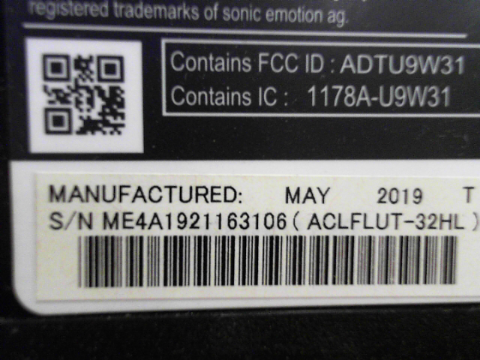 registered trademarks of sonic emotion ag.
Contains FCC ID : ADTU9W31
Contains IC : 1178A-U9W31
MANUFACTURED: MAY 2019 T
S/N ME4A1921163106 ( ACLFLUT-32HL )